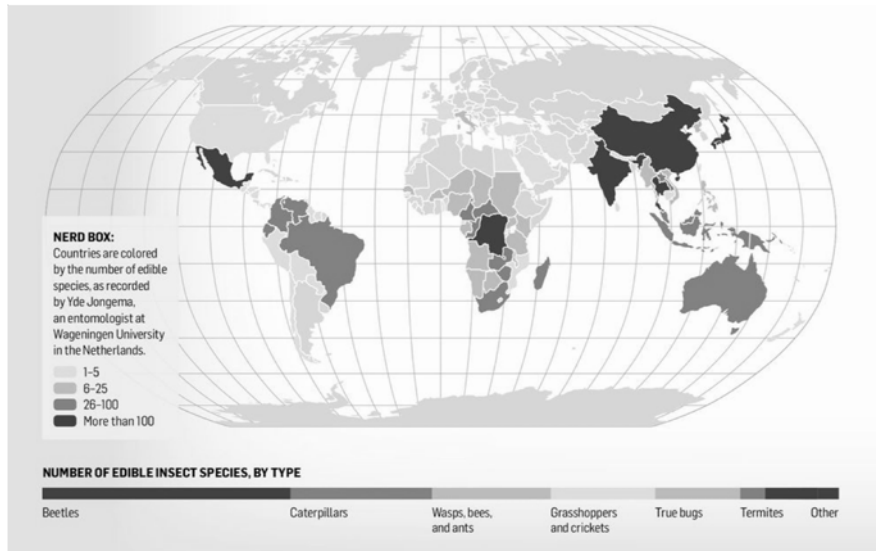 NERD BOX:
Countries are colored
by the number of edible
species, as recorded
by Yde Jongema,
an entomologist at
Wageningen University
in the Netherlands.
1–5
6–25
26–100
More than 100
NUMBER OF EDIBLE INSECT SPECIES, BY TYPE
Beetles
Caterpillars
Wasps, bees,
and ants
Grasshoppers
and crickets
True bugs
Termites
Other